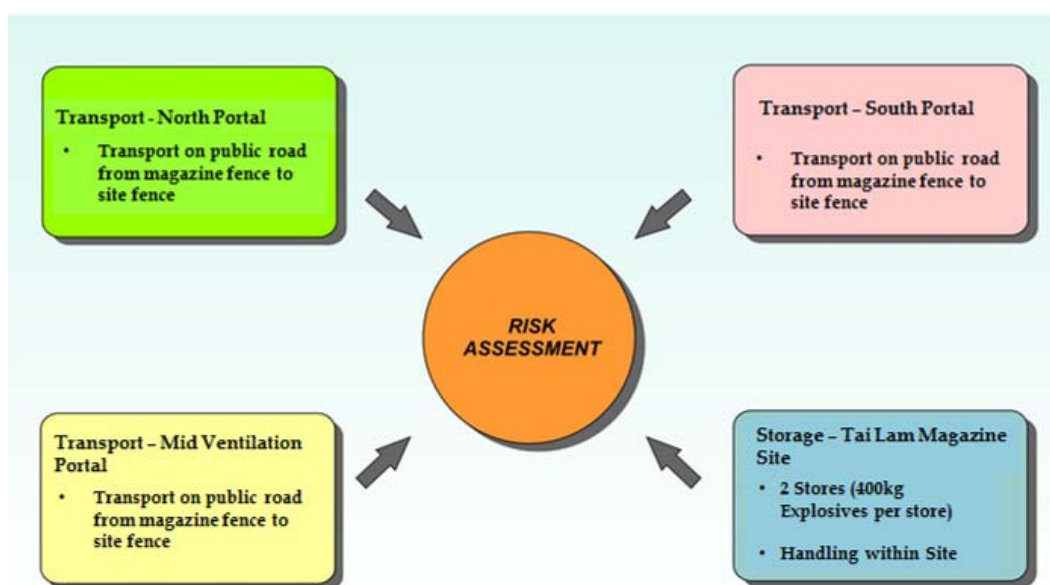 Transport - North Portal
• Transport on public road
from magazine fence to
site fence
Transport – South Portal
• Transport on public road
from magazine fence to
site fence
RISK
ASSESSMENT
Transport – Mid Ventilation
Portal
• Transport on public road
from magazine fence to
site fence
Storage – Tai Lam Magazine
Site
• 2 Stores (400kg
Explosives per store)
• Handling within Site